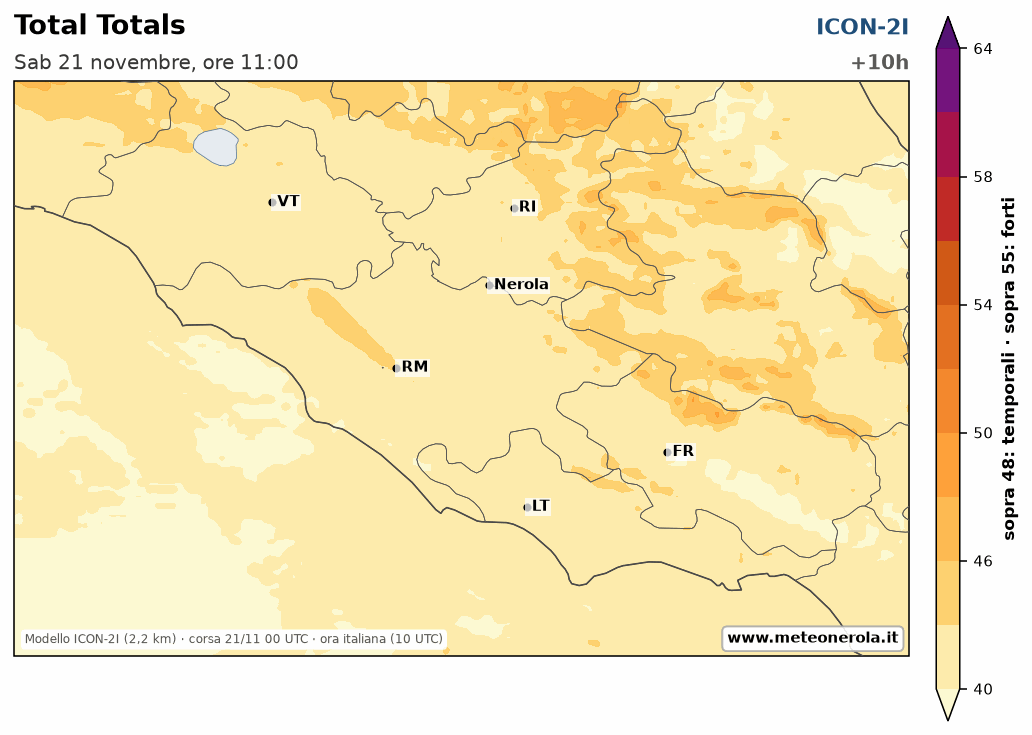 Total Totals
ICON-2I
Sab 21 novembre, ore 11:00
+10h
VT
RI
Nerola
RM
FR
LT
Modello ICON-2I (2,2 km) · corsa 21/11 00 UTC · ora italiana (10 UTC)
www.meteonerola.it
64
58
54
50
46
40
sopra 48: temporali · sopra 55: forti